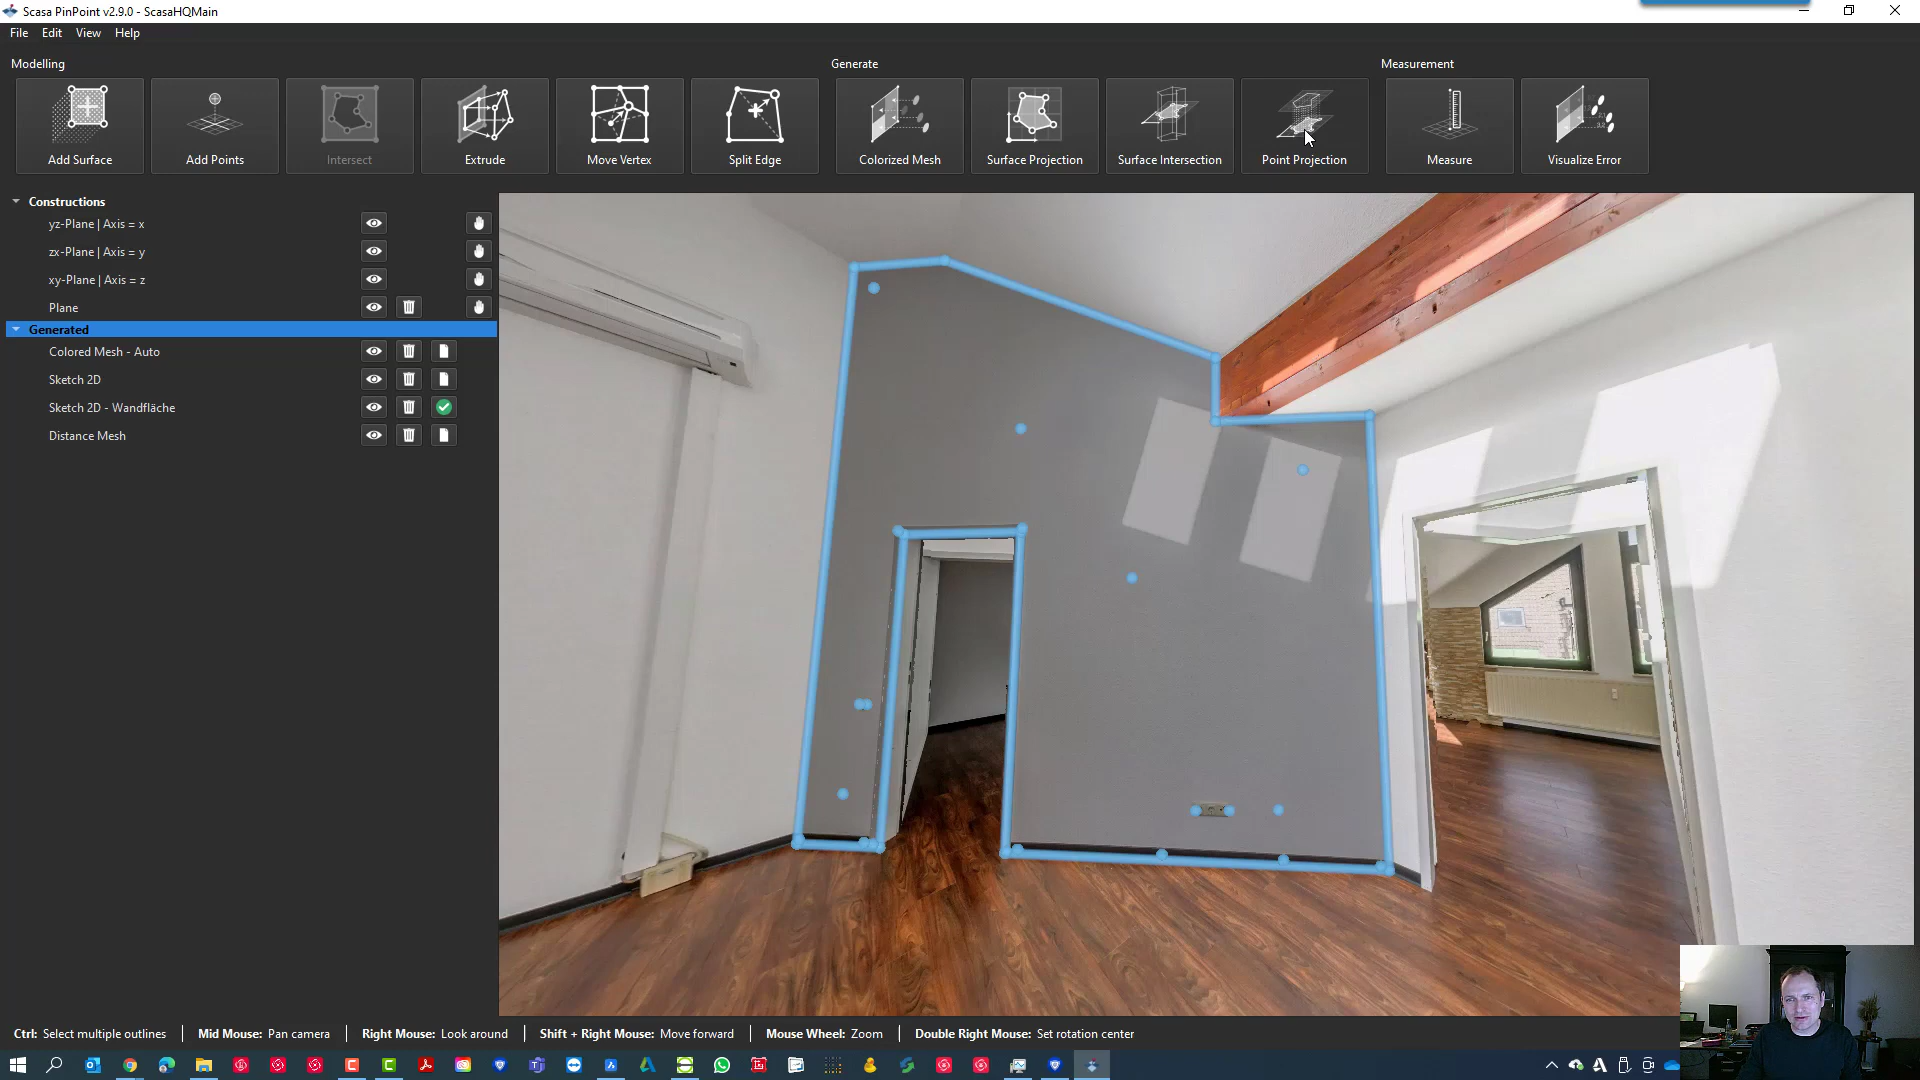 Scasa PinPoint v2.9.0 - ScasaHQMain
File Edit View Help
Modelling
Generate
Measurement
Add Surface
Add Points
Intersect
Extrude
Move Vertex
Split Edge
Colorized Mesh
Surface Projection
Surface Intersection
Point Projection
Measure
Visualize Error
Constructions
yz-Plane | Axis = x
zx-Plane | Axis = y
xy-Plane | Axis = z
Plane
Generated
Colored Mesh - Auto
Sketch 2D
Sketch 2D - Wandfläche
Distance Mesh
Ctrl: Select multiple outlines | Mid Mouse: Pan camera | Right Mouse: Look around | Shift + Right Mouse: Move forward | Mouse Wheel: Zoom | Double Right Mouse: Set rotation center